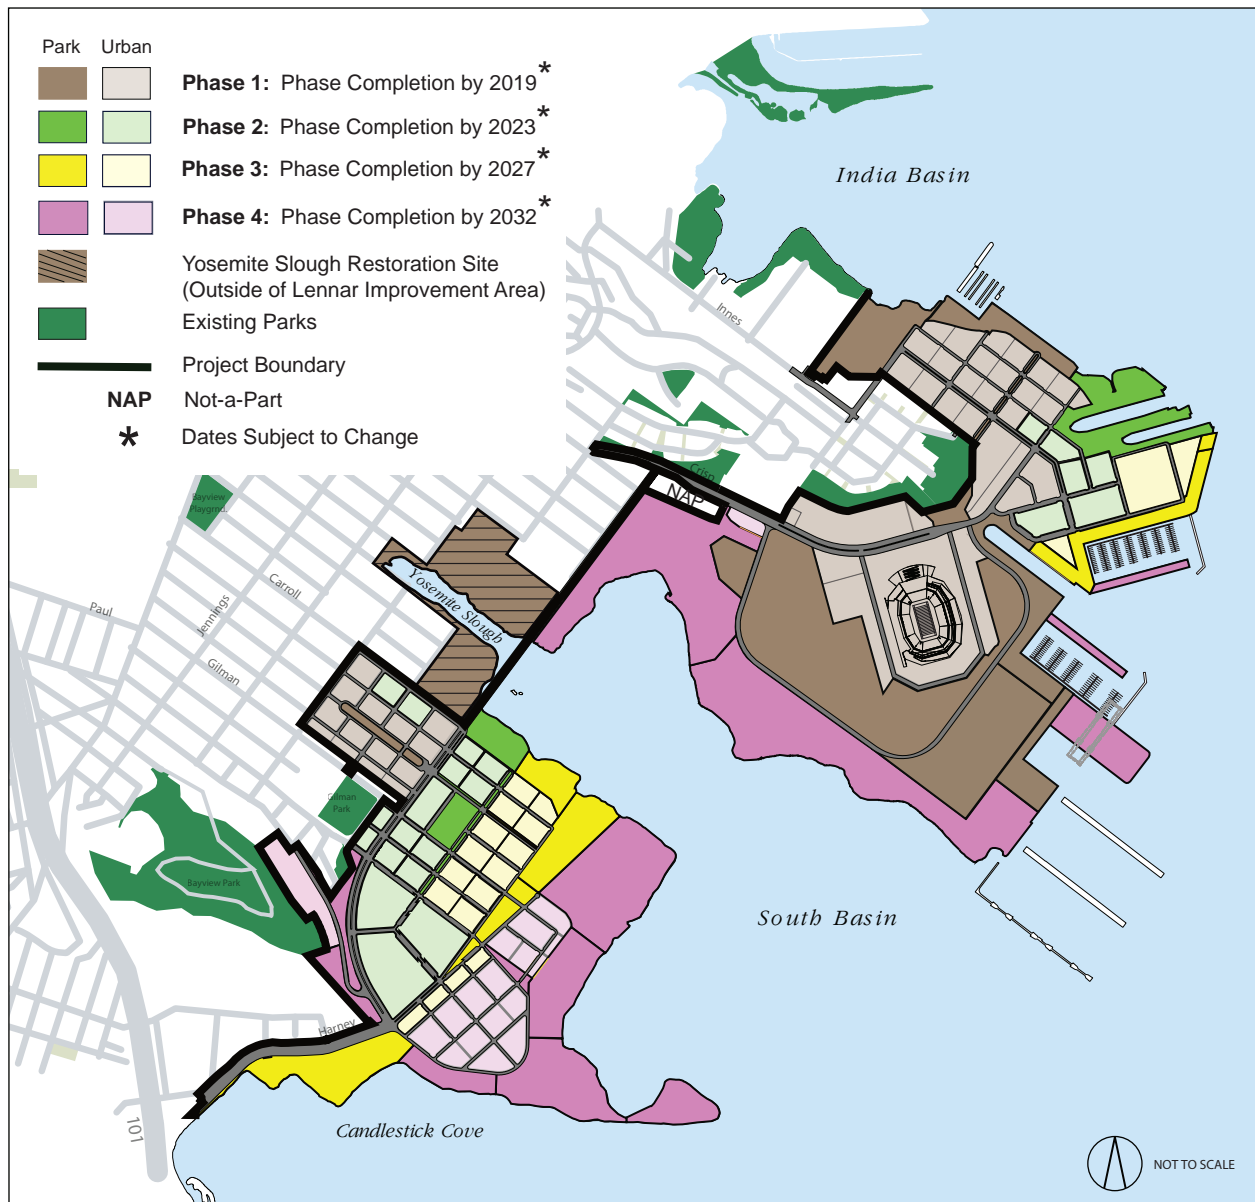 Park Urban
Phase 1: Phase Completion by 2019*
Phase 2: Phase Completion by 2023*
Phase 3: Phase Completion by 2027*
Phase 4: Phase Completion by 2032*
Yosemite Slough Restoration Site
(Outside of Lennar Improvement Area)
Existing Parks
Project Boundary
NAP Not-a-Part
* Dates Subject to Change
India Basin
Innes
Crisp
NAP
Bayview
Playgrnd.
Yosemite Slough
Carroll
Paul
Jennings
Gilman
Gilman
Park
Bayview Park
South Basin
Harney
Candlestick Cove
101
NOT TO SCALE